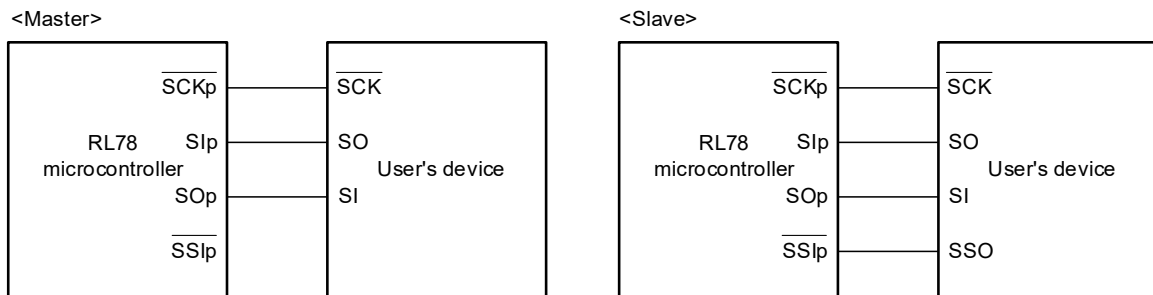 <Master>
<Slave>
SCKp
SCK
SCKp
SCK
RL78
microcontroller
SIp
SO
User's device
RL78
microcontroller
SIp
SO
User's device
SOp
SI
SOp
SI
SSIp
SSIp
SSO